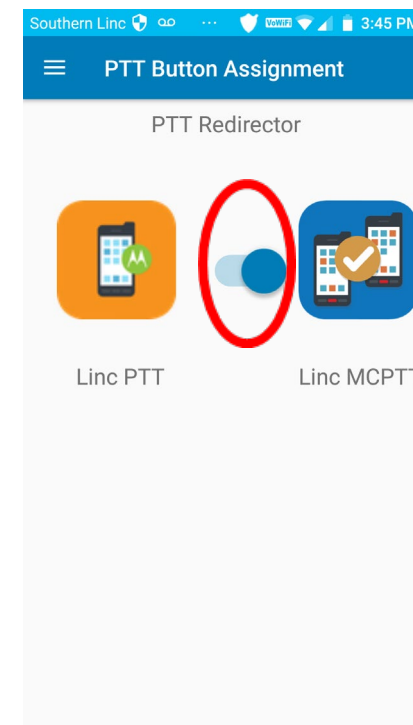 Southern Linc VoWiFi 3:45 PM
PTT Button Assignment
PTT Redirector
Linc PTT Linc MCPTT